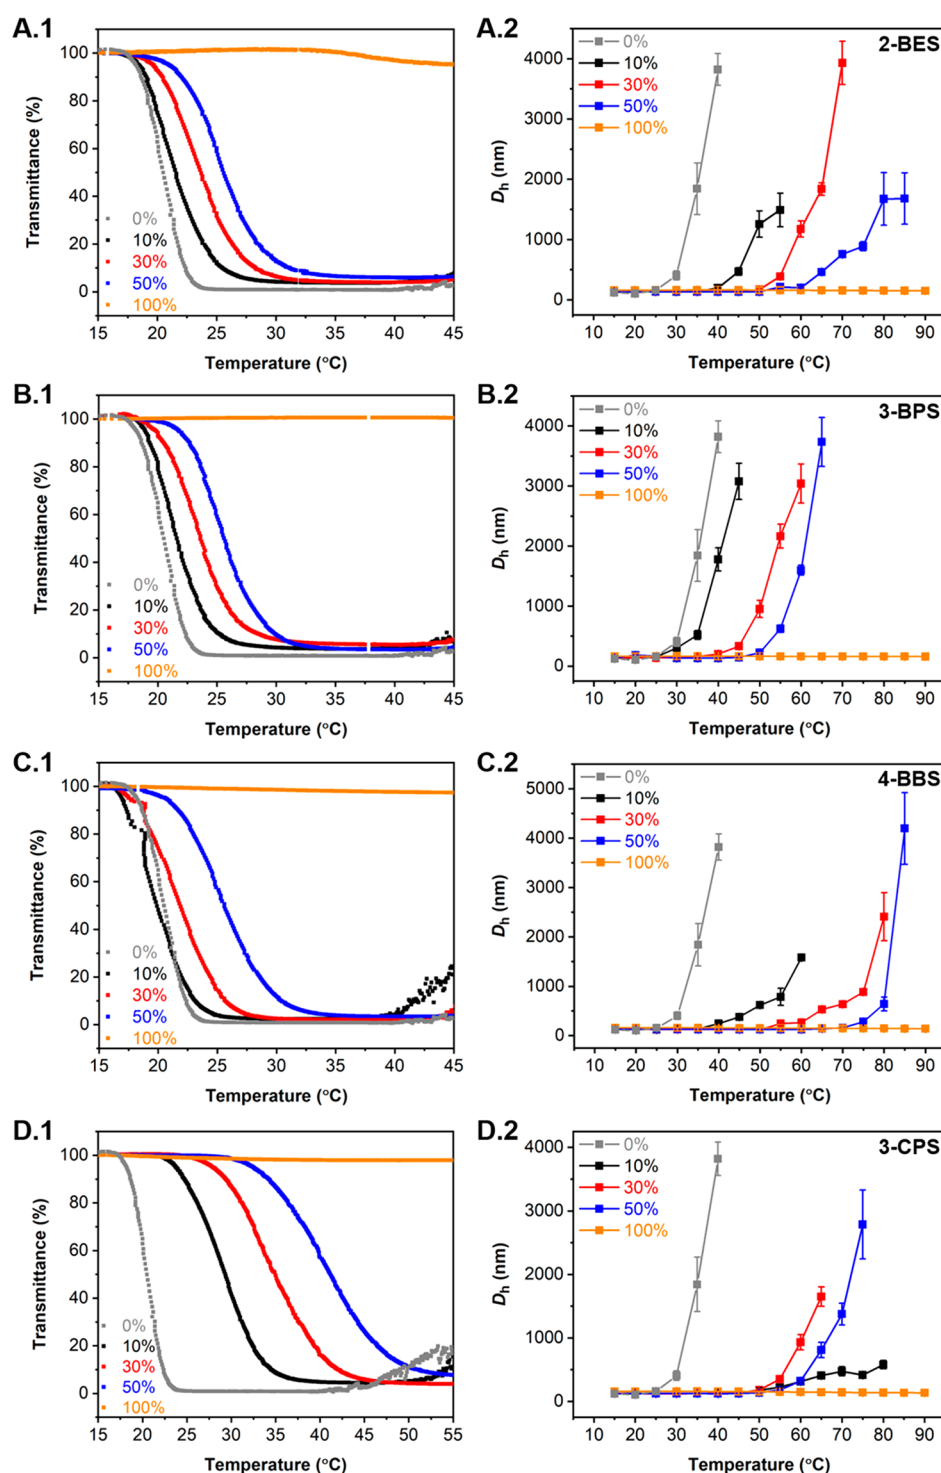 A.1
Transmittance (%)
100
80
60
40
20
0
0%
10%
30%
50%
100%
15 20 25 30 35 40 45
Temperature (°C)
A.2
2-BES
Dh (nm)
4000
3000
2000
1000
0
0%
10%
30%
50%
100%
10 20 30 40 50 60 70 80 90
Temperature (°C)
B.1
Transmittance (%)
100
80
60
40
20
0
0%
10%
30%
50%
100%
15 20 25 30 35 40 45
Temperature (°C)
B.2
3-BPS
Dh (nm)
4000
3000
2000
1000
0
0%
10%
30%
50%
100%
10 20 30 40 50 60 70 80 90
Temperature (°C)
C.1
Transmittance (%)
100
80
60
40
20
0
0%
10%
30%
50%
100%
15 20 25 30 35 40 45
Temperature (°C)
C.2
4-BBS
Dh (nm)
5000
4000
3000
2000
1000
0
0%
10%
30%
50%
100%
10 20 30 40 50 60 70 80 90
Temperature (°C)
D.1
Transmittance (%)
100
80
60
40
20
0
0%
10%
30%
50%
100%
15 20 25 30 35 40 45 50 55
Temperature (°C)
D.2
3-CPS
Dh (nm)
4000
3000
2000
1000
0
0%
10%
30%
50%
100%
10 20 30 40 50 60 70 80 90
Temperature (°C)